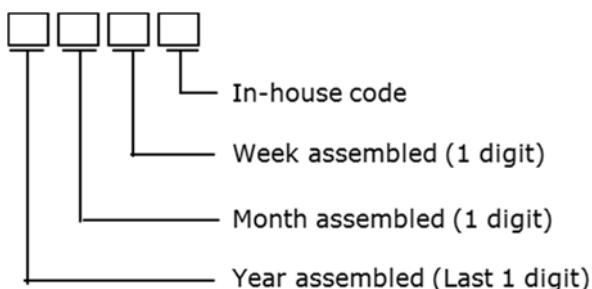 In-house code
Week assembled (1 digit)
Month assembled (1 digit)
Year assembled (Last 1 digit)